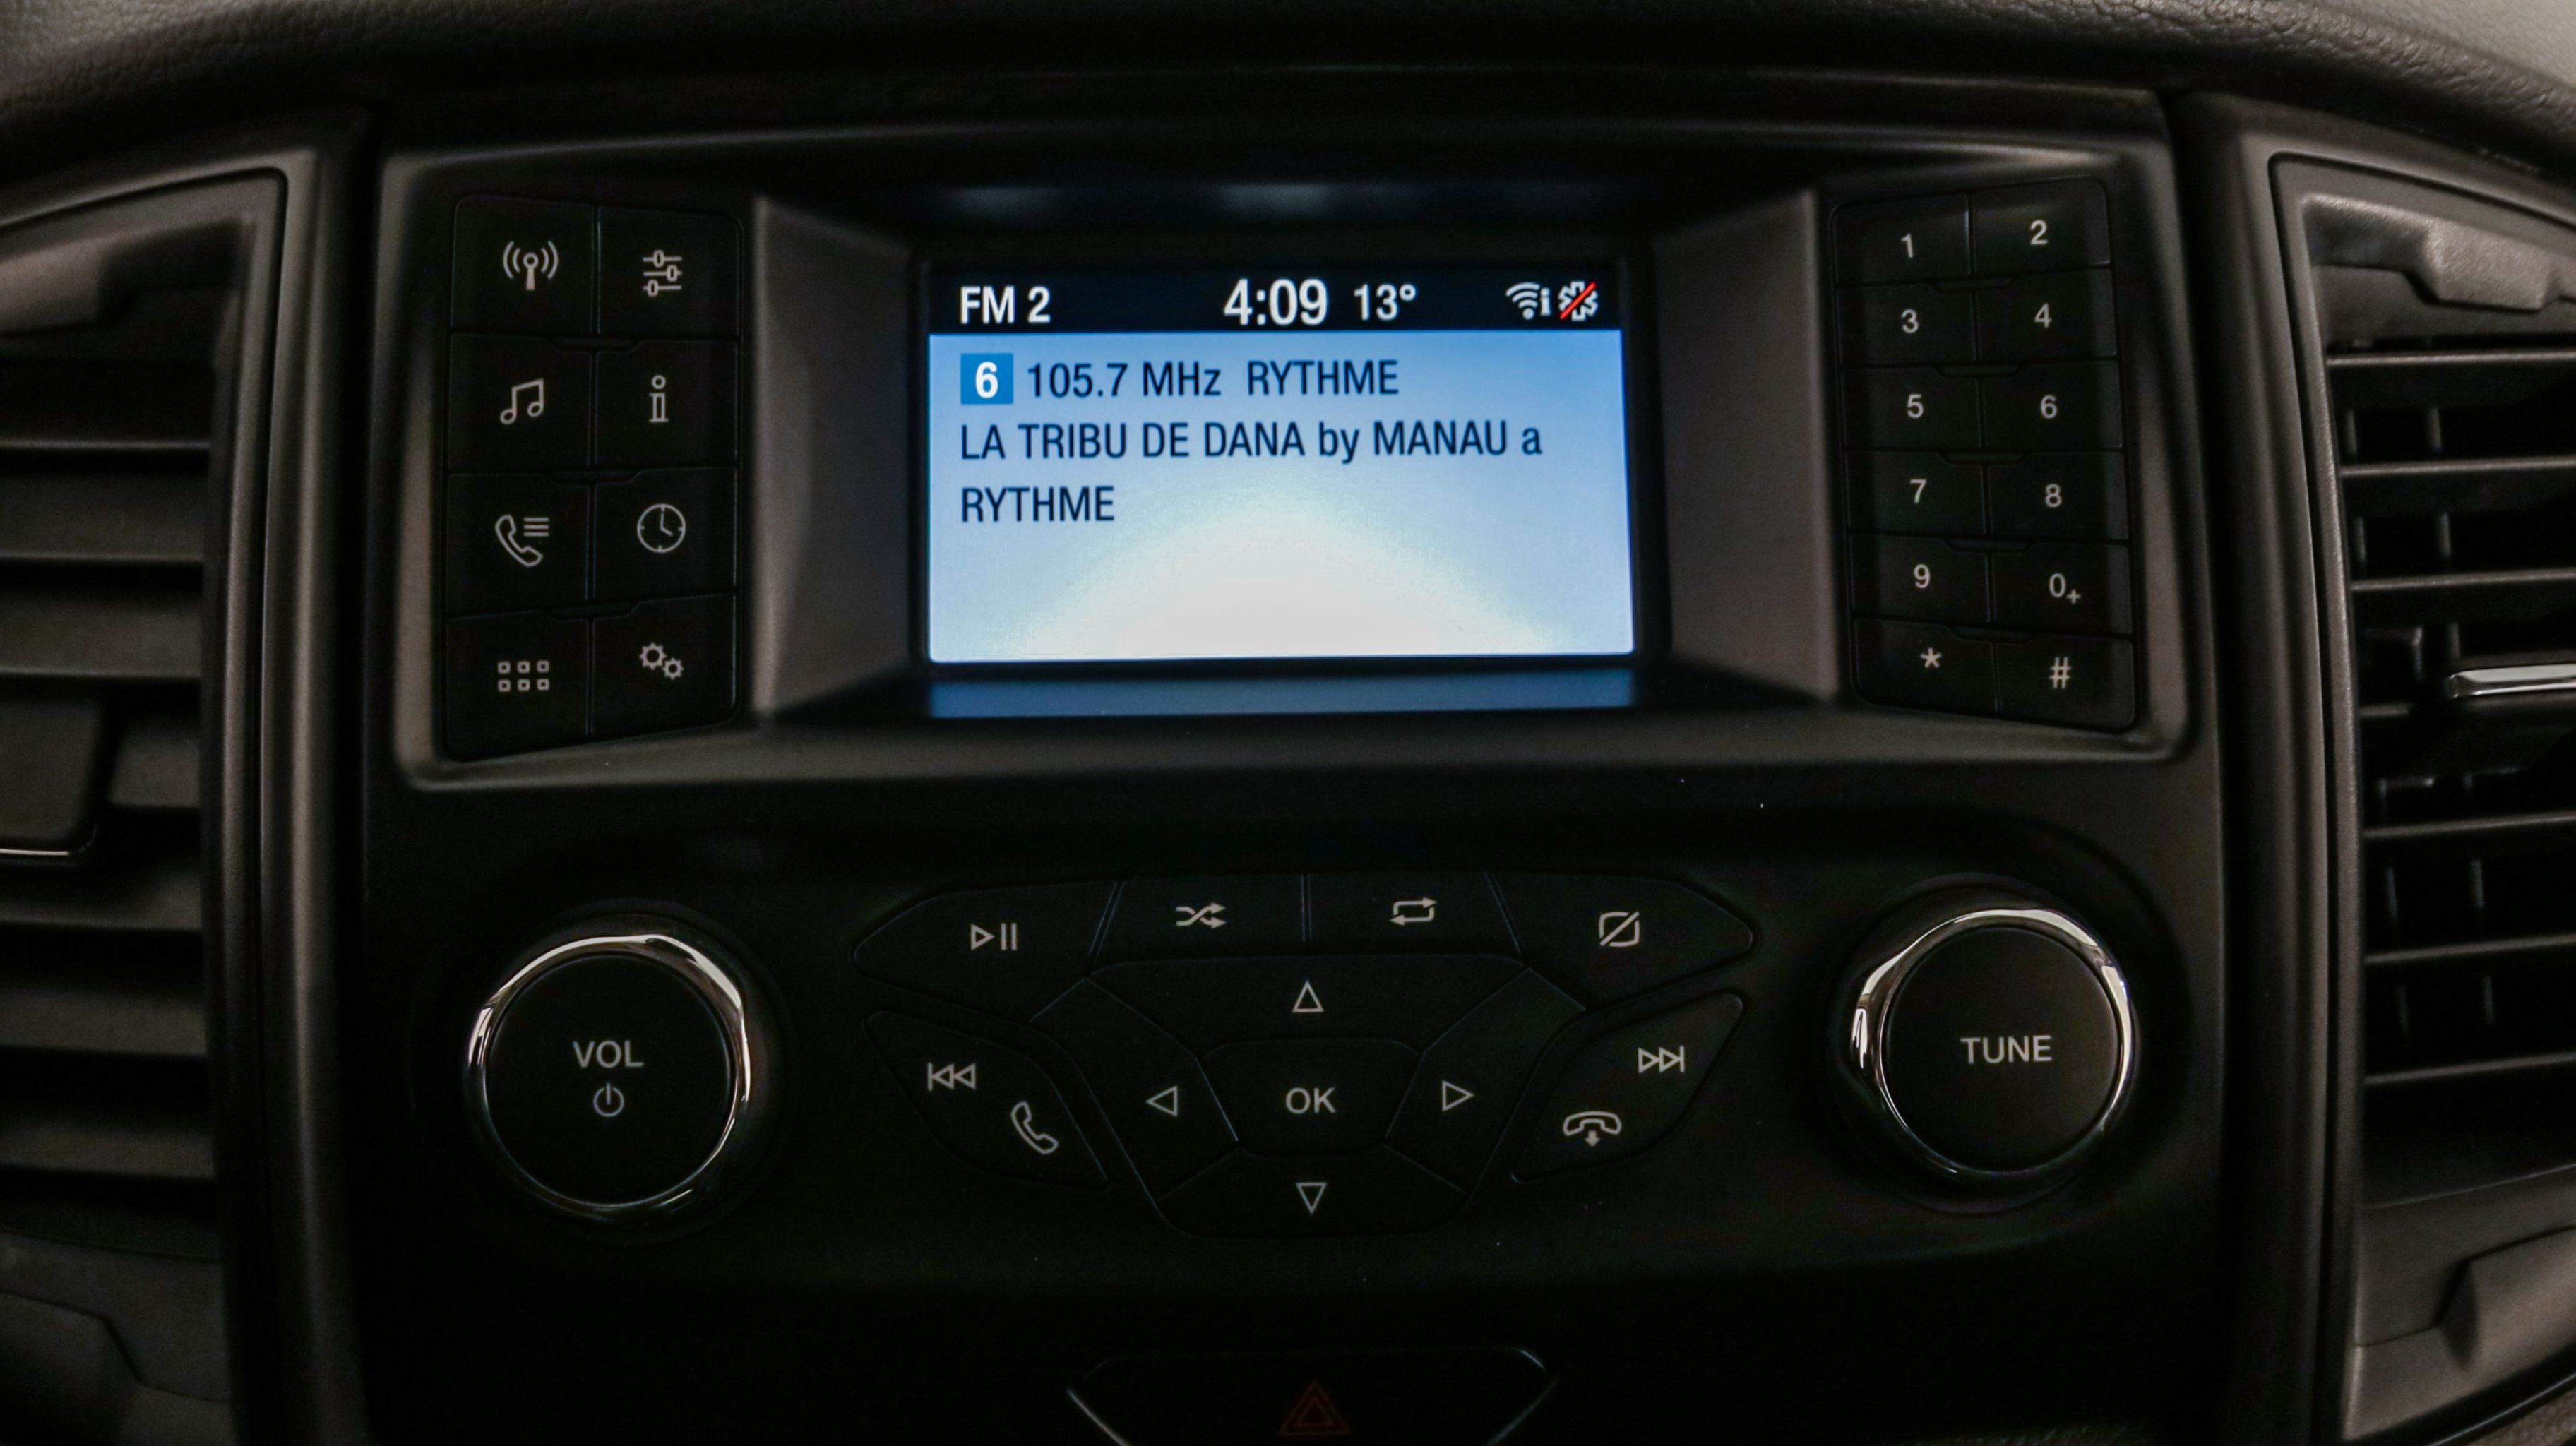 FM 2 4:09 13°
6 105.7 MHz RYTHME
LA TRIBU DE DANA by MANAU a
RYTHME
1 2
3 4
5 6
7 8
9 0+
* #
VOL
OK
TUNE